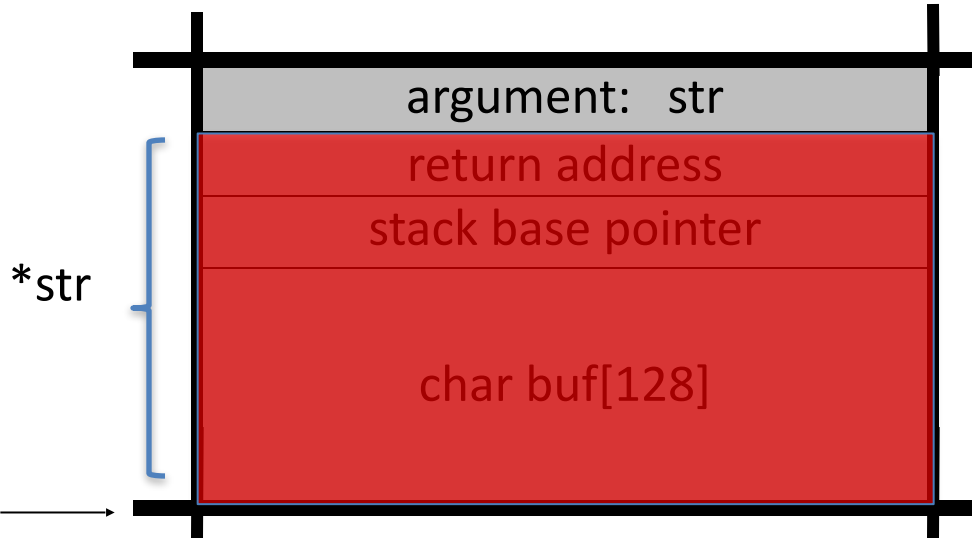 argument: str
return address
stack base pointer
*str
char buf[128]